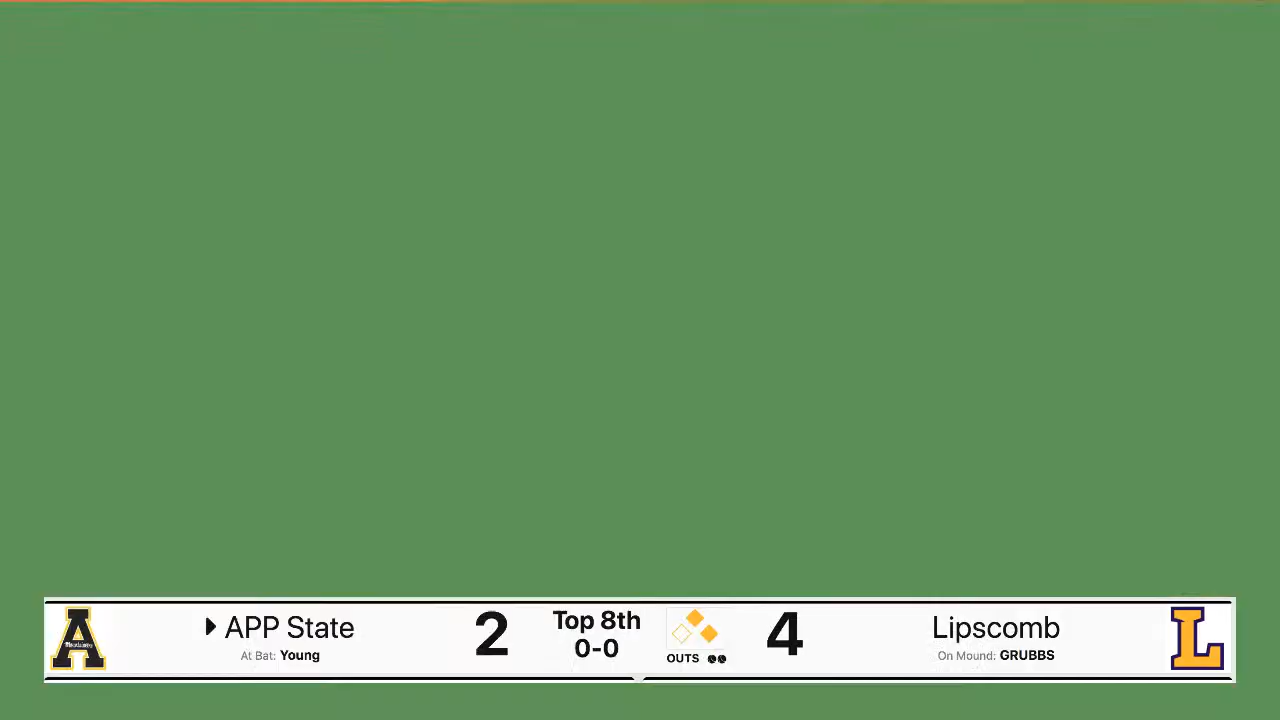 APP State
At Bat: Young
2
Top 8th
0-0
OUTS
4
Lipscomb
On Mound: GRUBBS
A
L